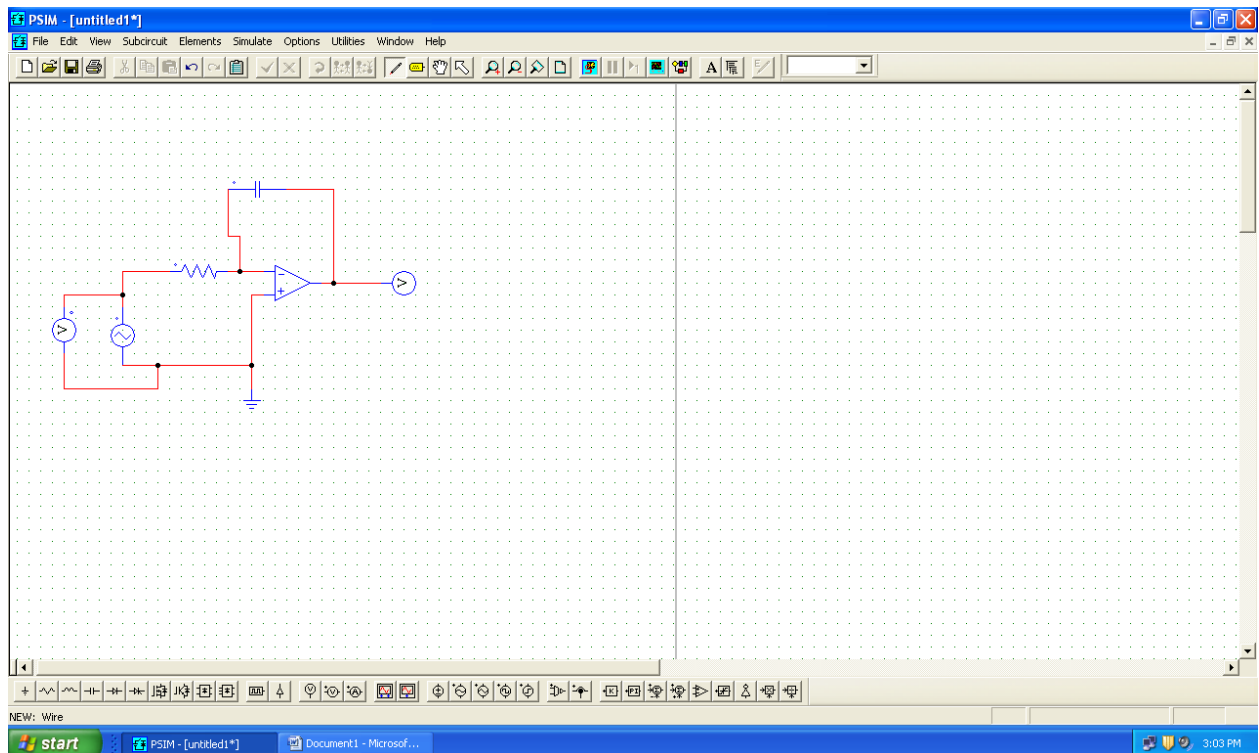 PSIM - [untitled1*]
File Edit View Subcircuit Elements Simulate Options Utilities Window Help
A
V
V
K
PI
NEW: Wire
start
PSIM - [untitled1*]
Document1 - Microsof...
3:03 PM